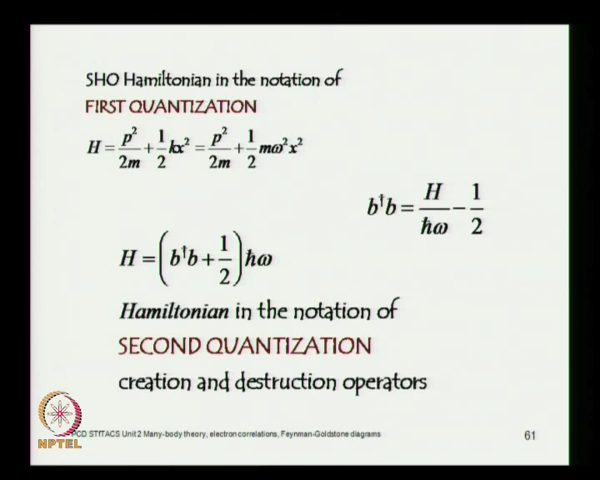 SHO Hamiltonian in the notation of
FIRST QUANTIZATION
H = p²/2m + 1/2 kx² = p²/2m + 1/2 mω²x²
b†b = H/ħω − 1/2
H = (b†b + 1/2) ħω
Hamiltonian in the notation of
SECOND QUANTIZATION
creation and destruction operators
PCD STiTACS Unit 2 Many-body theory, electron correlations, Feynman-Goldstone diagrams
61
NPTEL